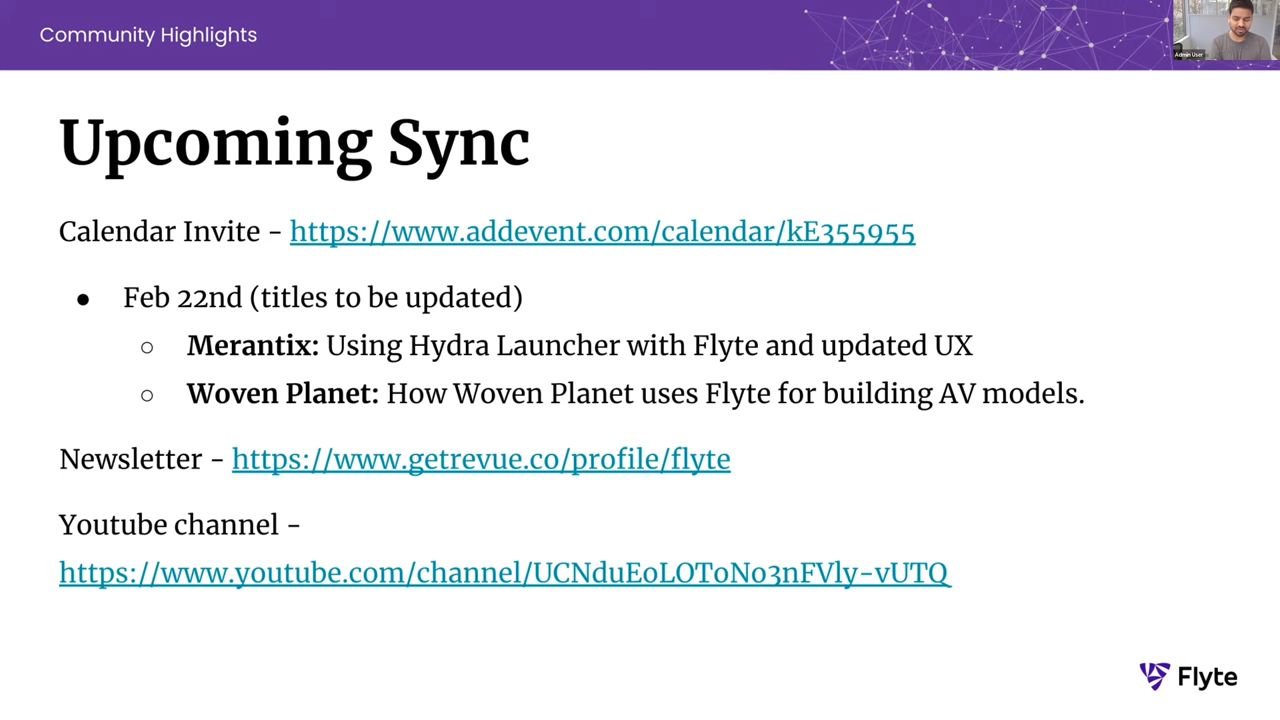 Community Highlights
Admin User
Upcoming Sync
Calendar Invite - https://www.addevent.com/calendar/kE355955
● Feb 22nd (titles to be updated)
○ Merantix: Using Hydra Launcher with Flyte and updated UX
○ Woven Planet: How Woven Planet uses Flyte for building AV models.
Newsletter - https://www.getrevue.co/profile/flyte
Youtube channel -
https://www.youtube.com/channel/UCNduEoLOToNo3nFVly-vUTQ
Flyte